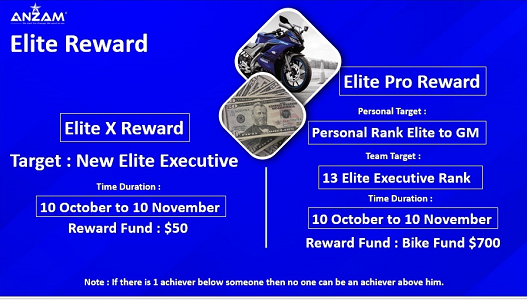 ANZAM
Elite Reward
Elite X Reward
Target : New Elite Executive
Time Duration :
10 October to 10 November
Reward Fund : $50
Elite Pro Reward
Personal Target :
Personal Rank Elite to GM
Team Target :
13 Elite Executive Rank
Time Duration :
10 October to 10 November
Reward Fund : Bike Fund $700
Note : If there is 1 achiever below someone then no one can be an achiever above him.